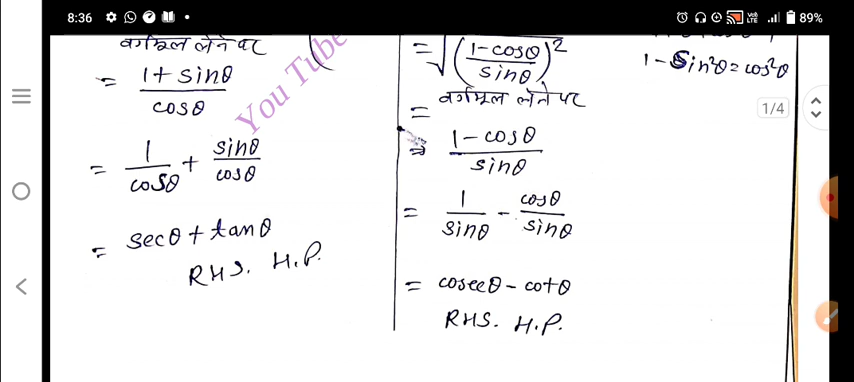 8:36
89%
वर्गमूल लेने पर
= (1 + sinθ)/cosθ
= 1/cosθ + sinθ/cosθ
= secθ + tanθ
RHS. H.P.
You Tube
= √((1-cosθ)/sinθ)²
= वर्गमूल लेने पर
= (1 - cosθ)/sinθ
= 1/sinθ - cosθ/sinθ
= cosecθ - cotθ
RHS. H.P.
1 - Sin²θ = cos²θ
1/4